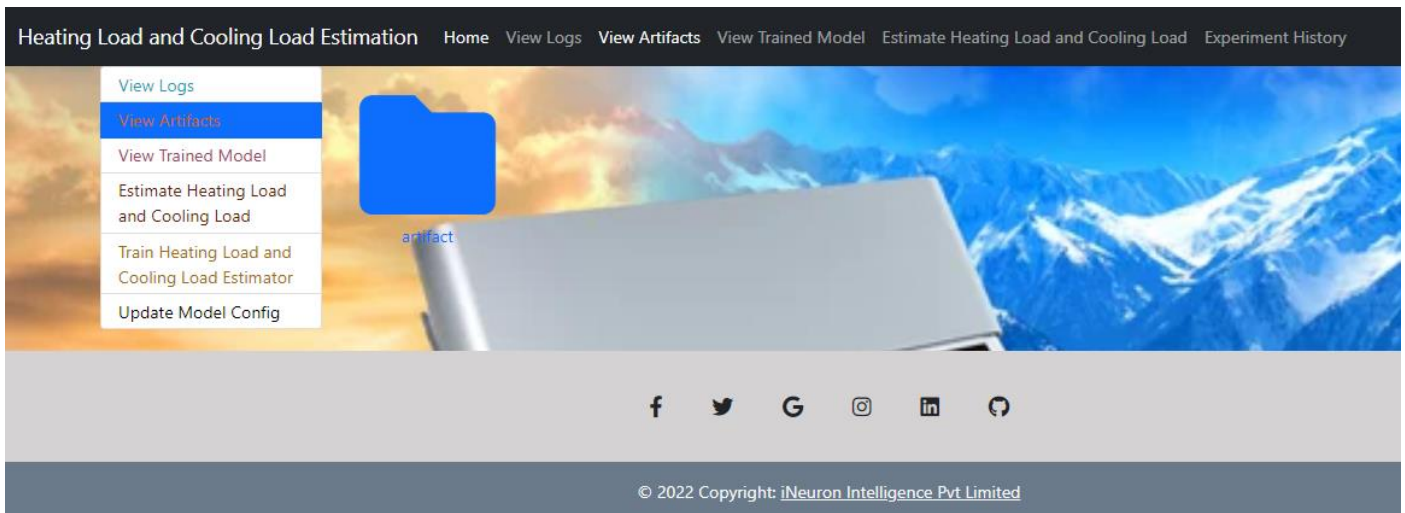 Heating Load and Cooling Load Estimation Home View Logs View Artifacts View Trained Model Estimate Heating Load and Cooling Load Experiment History
View Logs
View Artifacts
View Trained Model
Estimate Heating Load
and Cooling Load
Train Heating Load and
Cooling Load Estimator
Update Model Config
artifact
© 2022 Copyright: iNeuron Intelligence Pvt Limited